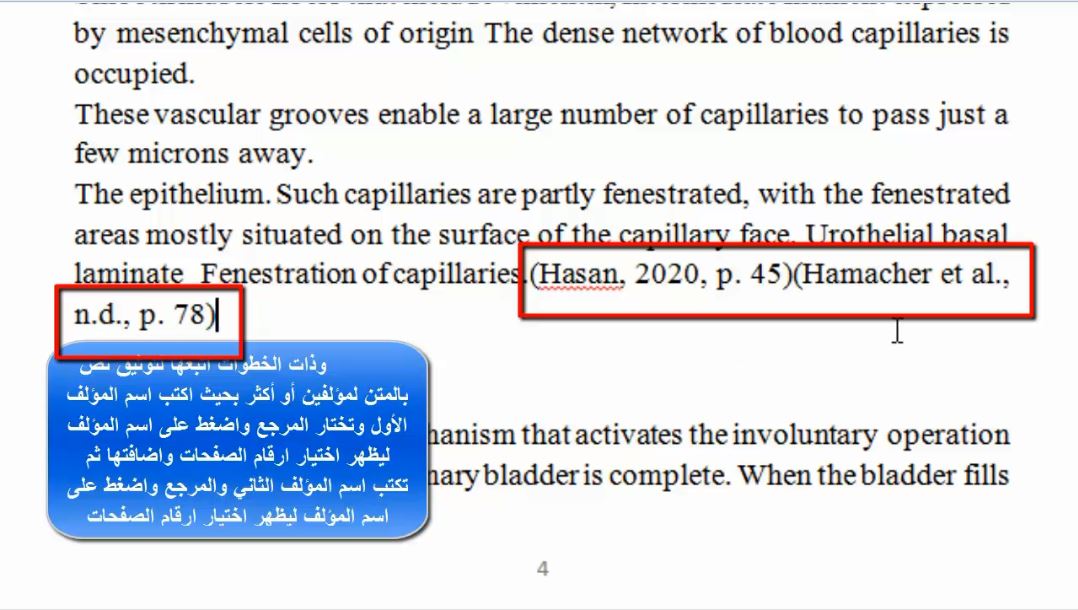 by mesenchymal cells of origin The dense network of blood capillaries is
occupied.
These vascular grooves enable a large number of capillaries to pass just a
few microns away.
The epithelium. Such capillaries are partly fenestrated, with the fenestrated
areas mostly situated on the surface of the capillary face. Urothelial basal
laminate Fenestration of capillaries.(Hasan, 2020, p. 45)(Hamacher et al.,
n.d., p. 78)
وذات الخطوات اتبعها لتوثيق نص
بالمتن لمؤلفين أو أكثر بحيث اكتب اسم المؤلف
الأول وتختار المرجع واضغط على اسم المؤلف
ليظهر اختيار ارقام الصفحات واضافتها ثم
تكتب اسم المؤلف الثاني والمرجع واضغط على
اسم المؤلف ليظهر اختيار ارقام الصفحات
hanism that activates the involuntary operation
nary bladder is complete. When the bladder fills
4